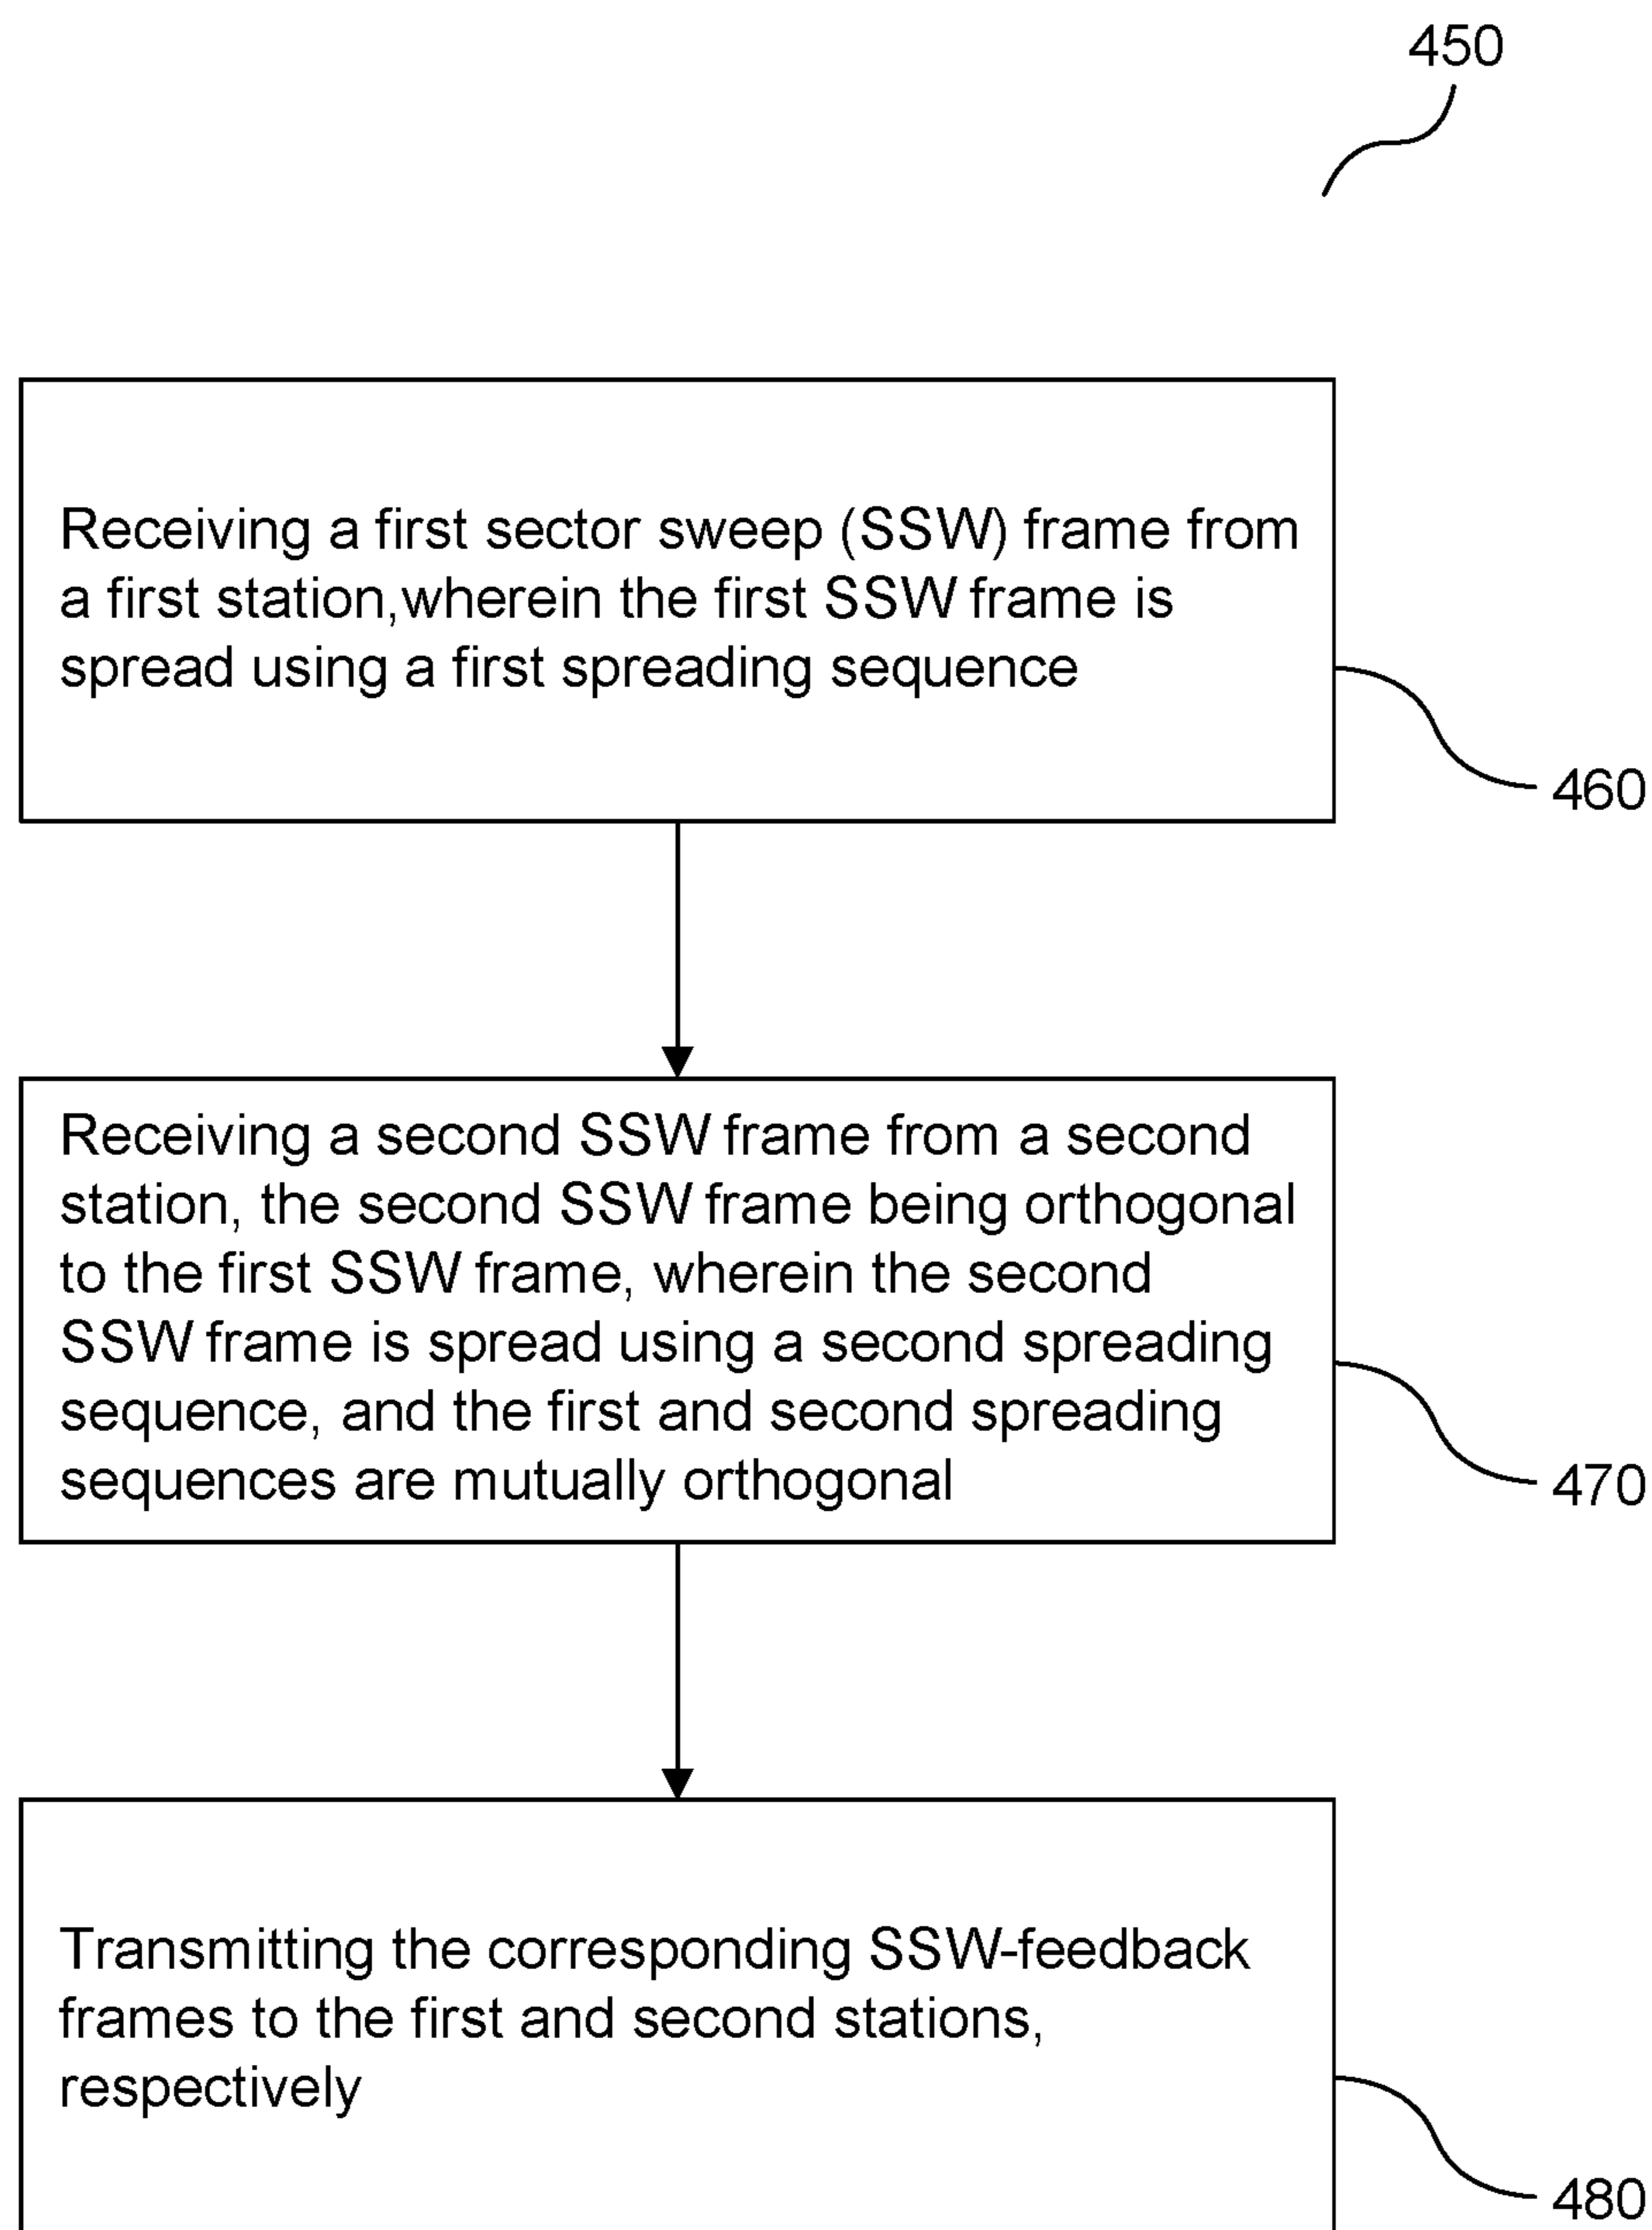 450
Receiving a first sector sweep (SSW) frame from
a first station,wherein the first SSW frame is
spread using a first spreading sequence
460
Receiving a second SSW frame from a second
station, the second SSW frame being orthogonal
to the first SSW frame, wherein the second
SSW frame is spread using a second spreading
sequence, and the first and second spreading
sequences are mutually orthogonal
470
Transmitting the corresponding SSW-feedback
frames to the first and second stations,
respectively
480